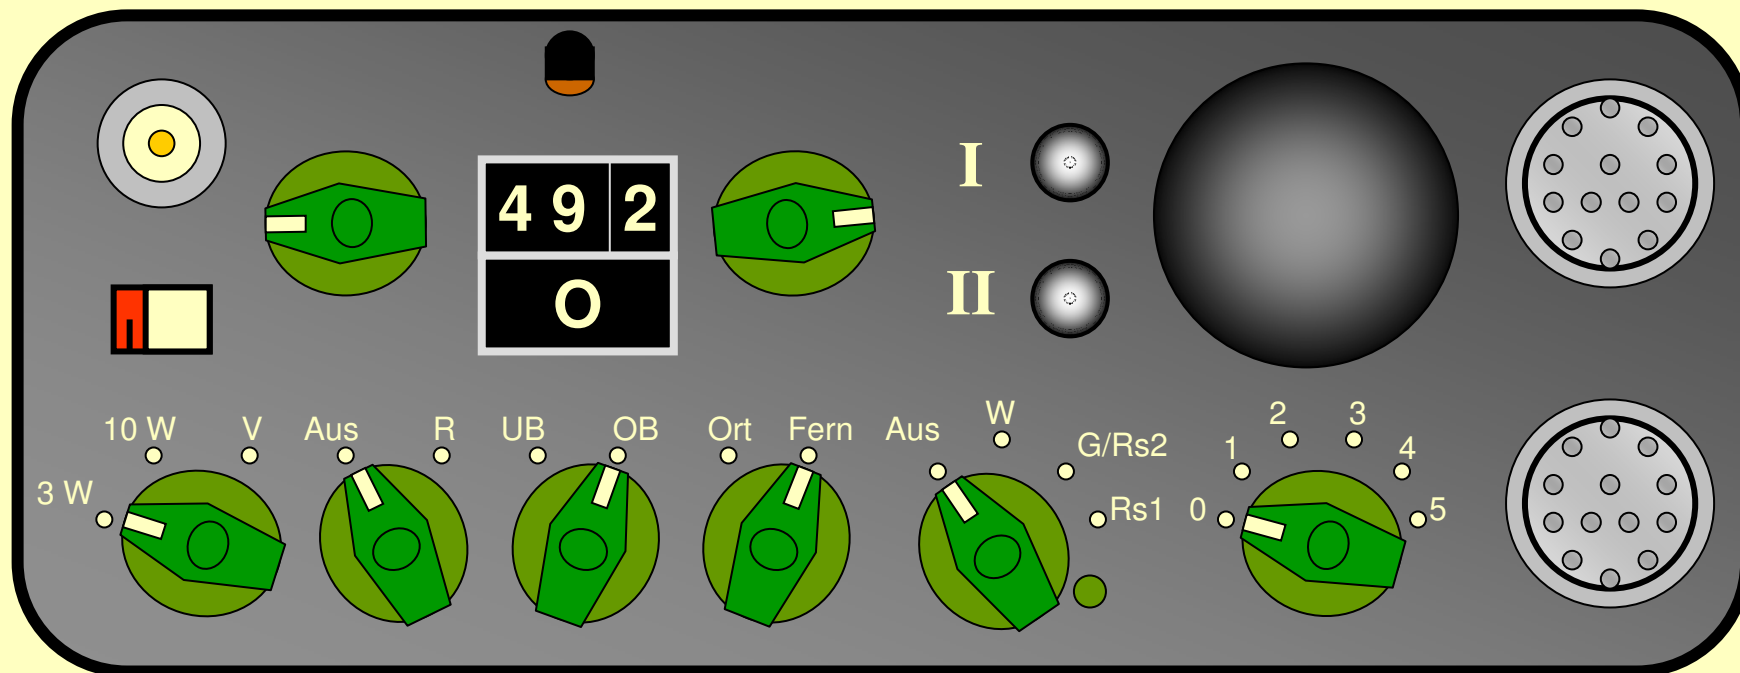 4 9 2
O
I
II
3 W 10 W V
Aus R
UB OB
Ort Fern
Aus W G/Rs2 Rs1
0 1 2 3 4 5